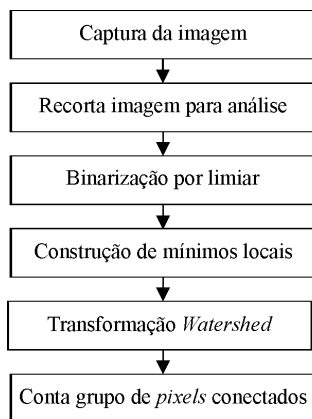 Captura da imagem
Recorta imagem para análise
Binarização por limiar
Construção de mínimos locais
Transformação Watershed
Conta grupo de pixels conectados